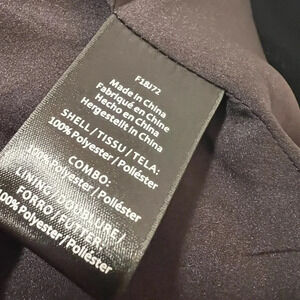 F18J72
Made in China
Fabriqué en Chine
Hecho en China
Hergestellt in China
SHELL/TISSU/TELA:
100% Polyester/Poliéster
COMBO:
100% Polyester/Poliéster
LINING/DOUBLURE/
FORRO/FUTTER:
100% Polyester/Poliéster